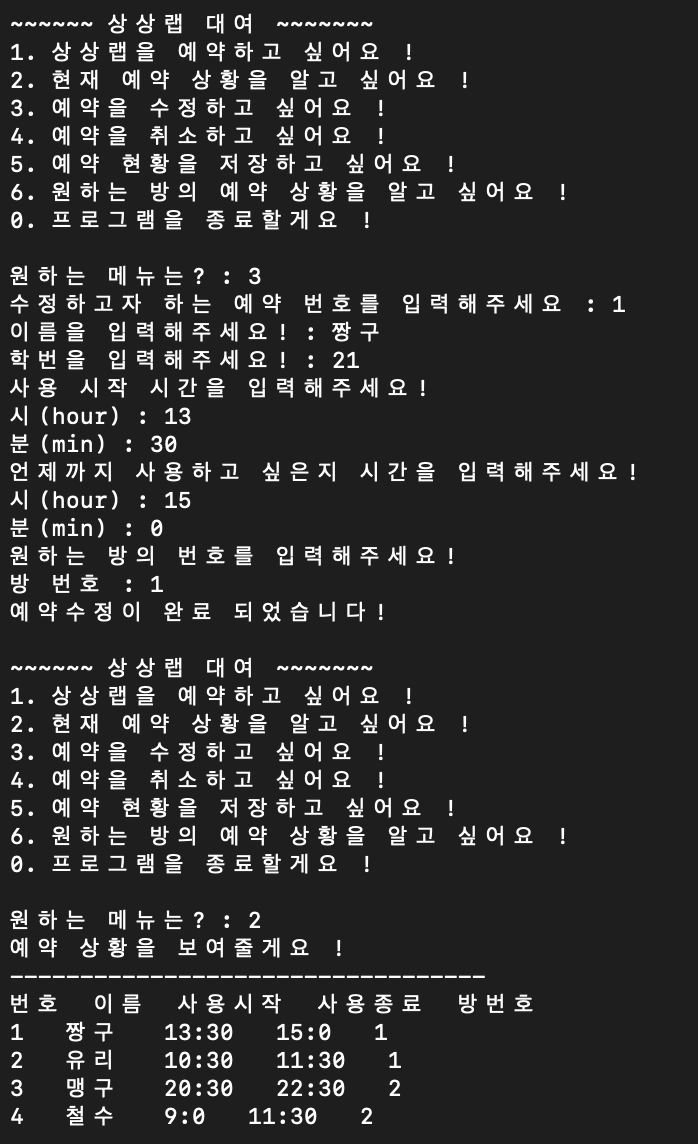 ~~~~~~ 상상랩 대여 ~~~~~~~
1. 상상랩을 예약하고 싶어요 !
2. 현재 예약 상황을 알고 싶어요 !
3. 예약을 수정하고 싶어요 !
4. 예약을 취소하고 싶어요 !
5. 예약 현황을 저장하고 싶어요 !
6. 원하는 방의 예약 상황을 알고 싶어요 !
0. 프로그램을 종료할게요 !
원하는 메뉴는? : 3
수정하고자 하는 예약 번호를 입력해주세요 : 1
이름을 입력해주세요! : 짱구
학번을 입력해주세요! : 21
사용 시작 시간을 입력해주세요!
시(hour) : 13
분(min) : 30
언제까지 사용하고 싶은지 시간을 입력해주세요!
시(hour) : 15
분(min) : 0
원하는 방의 번호를 입력해주세요!
방 번호 : 1
예약수정이 완료 되었습니다!
~~~~~~ 상상랩 대여 ~~~~~~~
1. 상상랩을 예약하고 싶어요 !
2. 현재 예약 상황을 알고 싶어요 !
3. 예약을 수정하고 싶어요 !
4. 예약을 취소하고 싶어요 !
5. 예약 현황을 저장하고 싶어요 !
6. 원하는 방의 예약 상황을 알고 싶어요 !
0. 프로그램을 종료할게요 !
원하는 메뉴는? : 2
예약 상황을 보여줄게요 !
----------------------------------
번호 이름 사용시작 사용종료 방번호
1 짱구 13:30 15:0 1
2 유리 10:30 11:30 1
3 맹구 20:30 22:30 2
4 철수 9:0 11:30 2